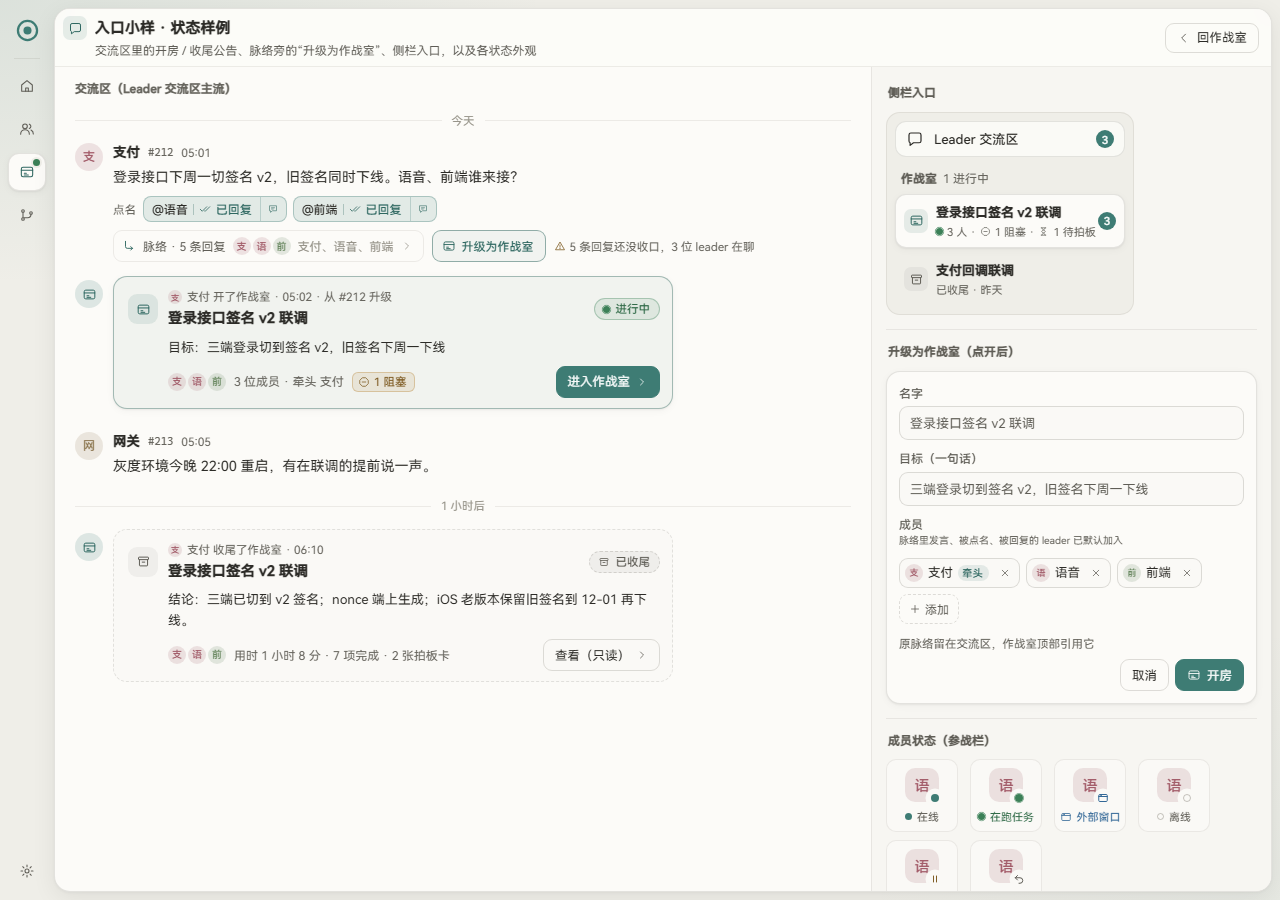 入口小样 · 状态样例
交流区里的开房 / 收尾公告、脉络旁的“升级为作战室”、侧栏入口，以及各状态外观
回作战室
交流区（Leader 交流区主流）
今天
支
支付 #212 05:01
登录接口下周一切签名 v2，旧签名同时下线。语音、前端谁来接？
点名 @语音 已回复 @前端 已回复
脉络 · 5 条回复 支 语 前 支付、语音、前端
升级为作战室
5 条回复还没收口，3 位 leader 在聊
支 支付 开了作战室 · 05:02 · 从 #212 升级
登录接口签名 v2 联调
进行中
目标：三端登录切到签名 v2，旧签名下周一下线
支 语 前 3 位成员 · 牵头 支付 1 阻塞
进入作战室
网
网关 #213 05:05
灰度环境今晚 22:00 重启，有在联调的提前说一声。
1 小时后
支 支付 收尾了作战室 · 06:10
登录接口签名 v2 联调
已收尾
结论：三端已切到 v2 签名；nonce 端上生成；iOS 老版本保留旧签名到 12-01 再下
线。
支 语 前 用时 1 小时 8 分 · 7 项完成 · 2 张拍板卡
查看（只读）
侧栏入口
Leader 交流区 3
作战室 1 进行中
登录接口签名 v2 联调
3 人 · 1 阻塞 · 1 待拍板
3
支付回调联调
已收尾 · 昨天
升级为作战室（点开后）
名字
登录接口签名 v2 联调
目标（一句话）
三端登录切到签名 v2，旧签名下周一下线
成员
脉络里发言、被点名、被回复的 leader 已默认加入
支 支付 牵头 × 语 语音 × 前 前端 ×
+ 添加
原脉络留在交流区，作战室顶部引用它
取消
开房
成员状态（参战栏）
语 语 语 语
在线 在跑任务 外部窗口 离线
语 语